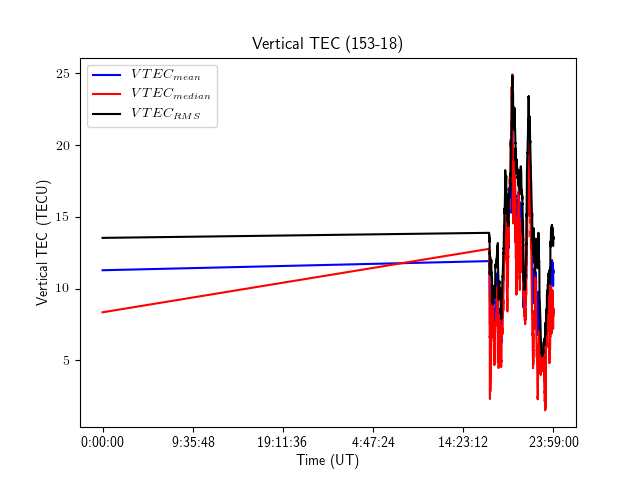 Vertical TEC (153-18)
VTEC_mean
VTEC_median
VTEC_RMS
Vertical TEC (TECU)
25
20
15
10
5
0:00:00 9:35:48 19:11:36 4:47:24 14:23:12 23:59:00
Time (UT)